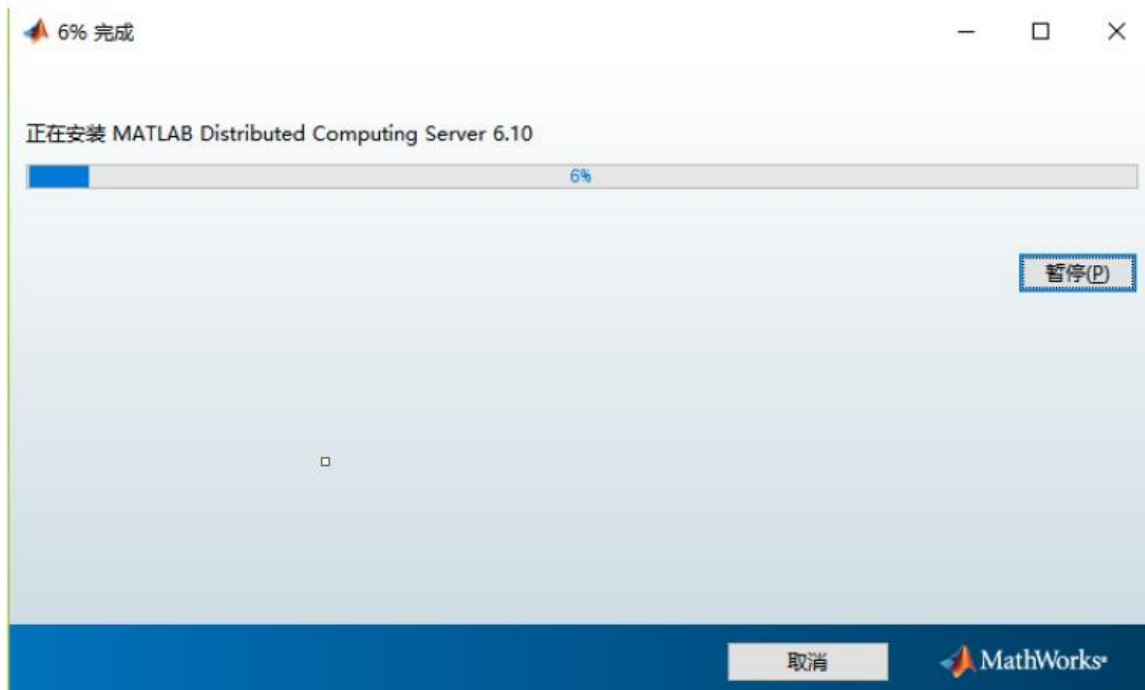 6% 完成
正在安装 MATLAB Distributed Computing Server 6.10
6%
暂停(P)
取消
MathWorks®